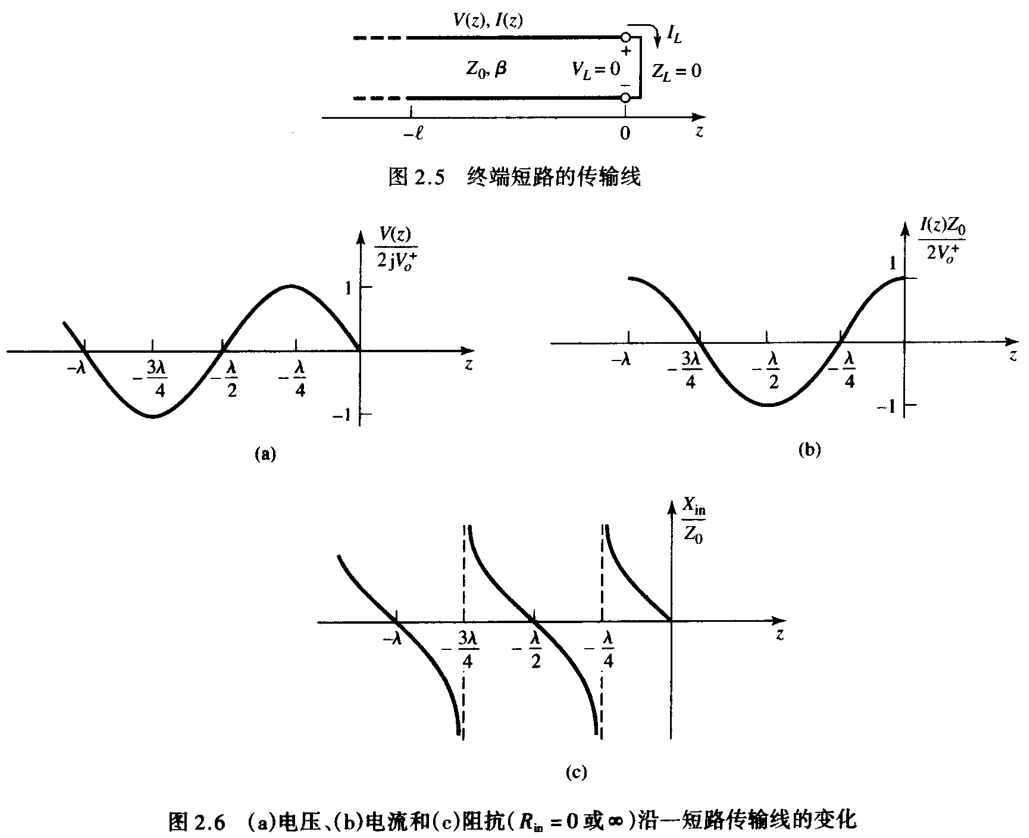 V(z), I(z)
I_L
+
Z_0, β
V_L = 0
Z_L = 0
−
−ℓ
0
z
图 2.5 终端短路的传输线
V(z)
2jV_o^+
1
−λ
−3λ/4
−λ/2
−λ/4
z
−1
(a)
I(z)Z_0
2V_o^+
1
−λ
−3λ/4
−λ/2
−λ/4
z
−1
(b)
X_in
Z_0
−λ
−3λ/4
−λ/2
−λ/4
z
(c)
图 2.6 (a)电压、(b)电流和(c)阻抗(R_in = 0 或 ∞)沿一短路传输线的变化